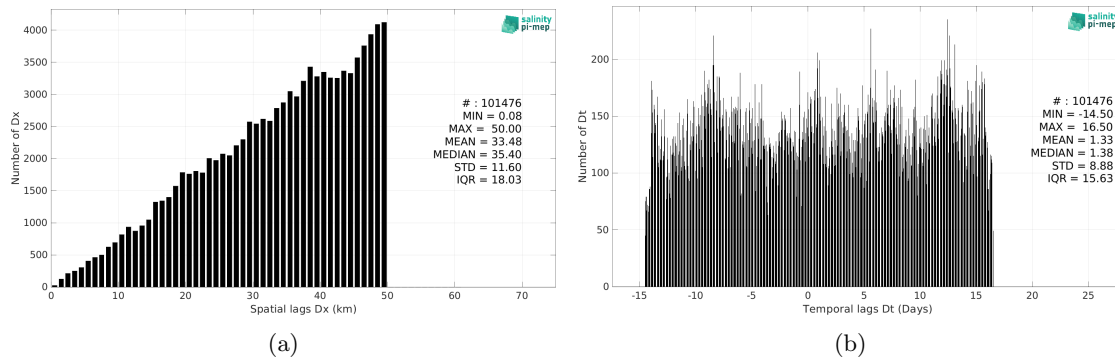 salinity
pi-mep
4000
3500
3000
2500
2000
1500
1000
500
0
Number of Dx
# : 101476
MIN = 0.08
MAX = 50.00
MEAN = 33.48
MEDIAN = 35.40
STD = 11.60
IQR = 18.03
0 10 20 30 40 50 60 70
Spatial lags Dx (km)
(a)
salinity
pi-mep
200
150
100
50
0
Number of Dt
# : 101476
MIN = -14.50
MAX = 16.50
MEAN = 1.33
MEDIAN = 1.38
STD = 8.88
IQR = 15.63
-15 -10 -5 0 5 10 15 20 25
Temporal lags Dt (Days)
(b)